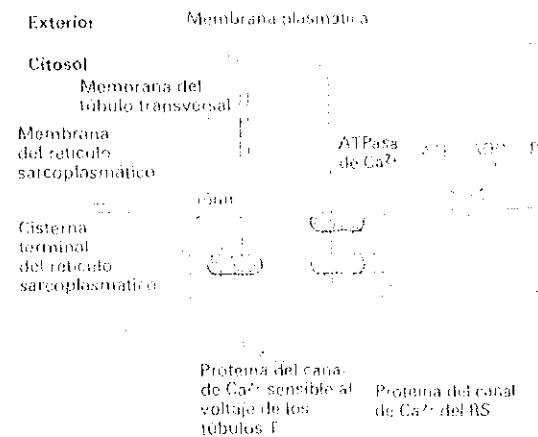 Exterior
Membrana plasmática
Citosol
Membrana del
túbulo transversal
Membrana
del retículo
sarcoplasmático
ATPasa
de Ca²⁺
Cisterna
terminal
del retículo
sarcoplasmático
Proteína del canal
de Ca²⁺ sensible al
voltaje de los
túbulos T
Proteína del canal
de Ca²⁺ del RS